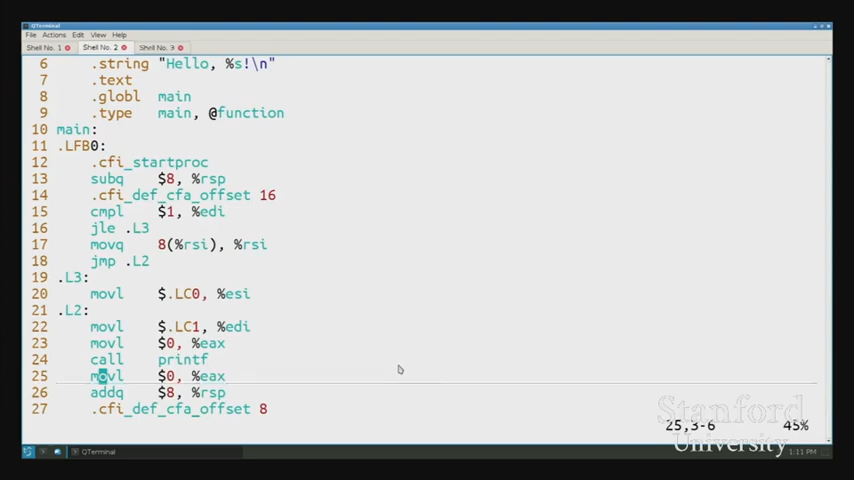 QTerminal
File Actions Edit View Help
Shell No. 1 Shell No. 2 Shell No. 3
6 .string "Hello, %s!\n"
7 .text
8 .globl main
9 .type main, @function
10 main:
11 .LFB0:
12 .cfi_startproc
13 subq $8, %rsp
14 .cfi_def_cfa_offset 16
15 cmpl $1, %edi
16 jle .L3
17 movq 8(%rsi), %rsi
18 jmp .L2
19 .L3:
20 movl $.LC0, %esi
21 .L2:
22 movl $.LC1, %edi
23 movl $0, %eax
24 call printf
25 movl $0, %eax
26 addq $8, %rsp
27 .cfi_def_cfa_offset 8
25,3-6 45%
Stanford
University
QTerminal
1:11 PM